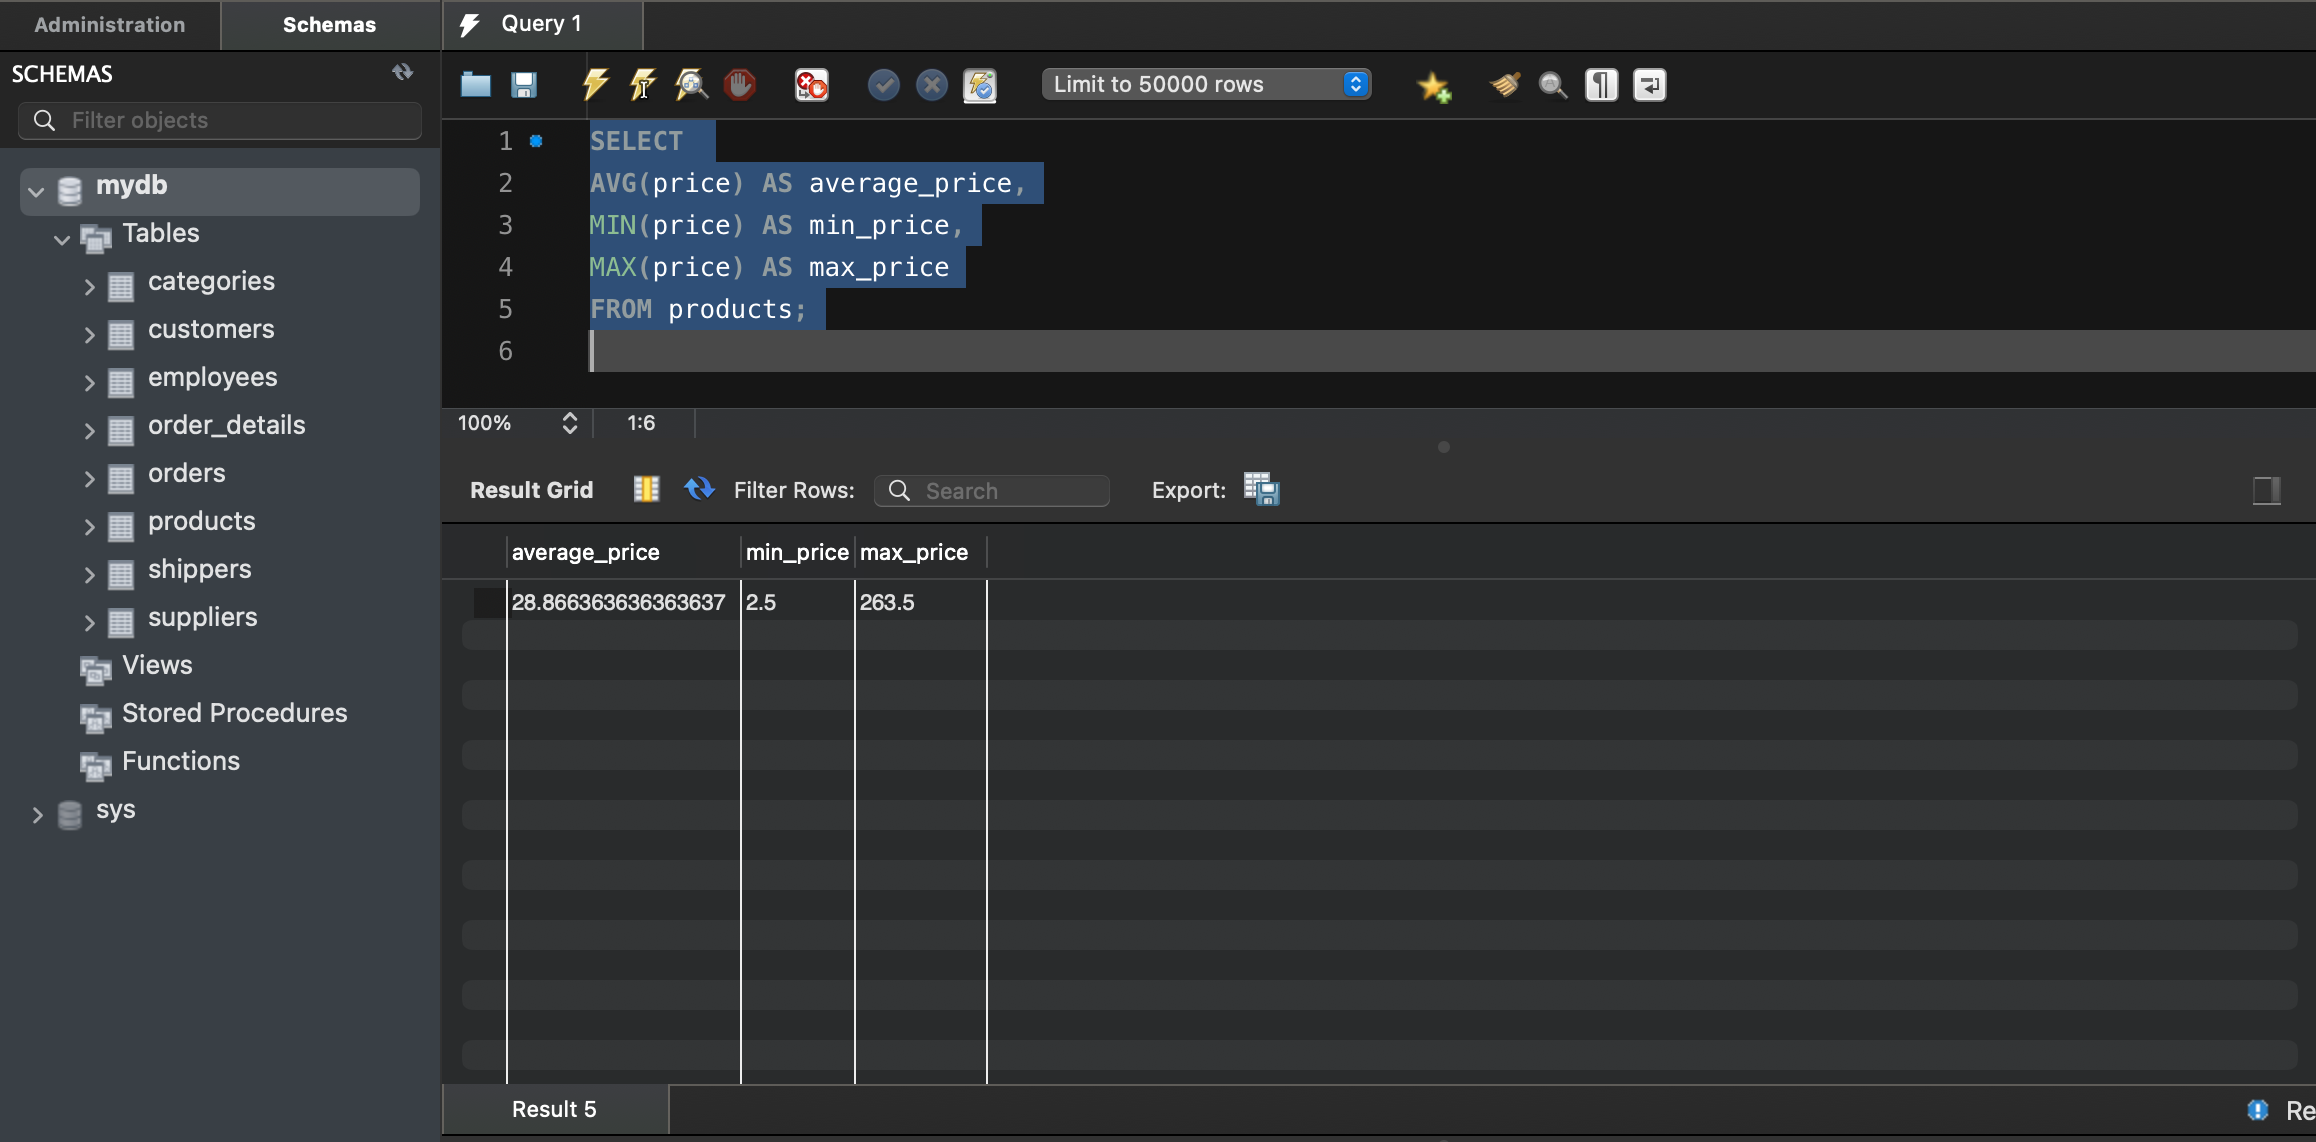 Administration
Schemas
SCHEMAS
Filter objects
mydb
Tables
categories
customers
employees
order_details
orders
products
shippers
suppliers
Views
Stored Procedures
Functions
sys
Query 1
Limit to 50000 rows
1 SELECT
2 AVG(price) AS average_price,
3 MIN(price) AS min_price,
4 MAX(price) AS max_price
5 FROM products;
6
100% 1:6
Result Grid Filter Rows: Search Export:
average_price min_price max_price
28.866363636363637 2.5 263.5
Result 5
Re